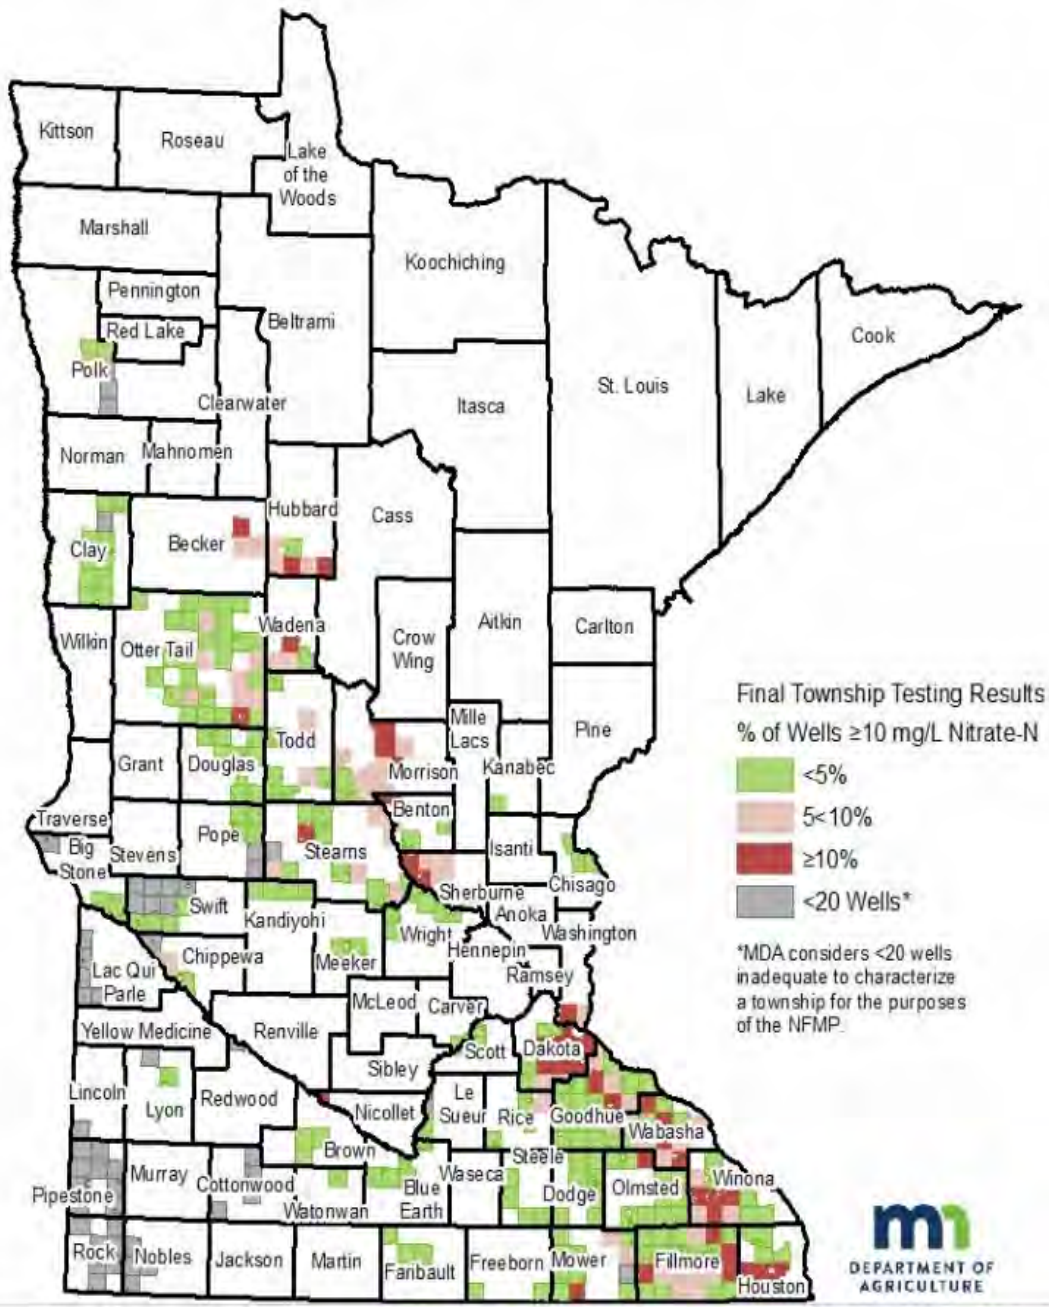 Kittson
Roseau
Lake
of the
Woods
Marshall
Koochiching
Pennington
Beltrami
Red Lake
Cook
Polk
St. Louis
Lake
Clearwater
Itasca
Norman
Mahnomen
Hubbard
Cass
Clay
Becker
Aitkin
Carlton
Wadena
Crow
Wing
Wilkin
Otter Tail
Final Township Testing Results
% of Wells ≥10 mg/L Nitrate-N
<5%
5<10%
≥10%
<20 Wells*
*MDA considers <20 wells
inadequate to characterize
a township for the purposes
of the NFMP.
Mille
Lacs
Pine
Todd
Grant
Douglas
Morrison
Kanabec
Benton
Traverse
Big
Stone
Stevens
Pope
Stearns
Isanti
Sherburne
Chisago
Swift
Kandiyohi
Anoka
Wright
Washington
Hennepin
Chippewa
Meeker
Lac Qui
Parle
Ramsey
McLeod
Carver
Yellow Medicine
Renville
Scott
Dakota
Sibley
Lincoln
Lyon
Redwood
Le
Sueur
Nicollet
Rice
Goodhue
Wabasha
Brown
Steele
Murray
Cottonwood
Waseca
Pipestone
Watonwan
Blue
Earth
Dodge
Olmsted
Winona
Rock
Nobles
Jackson
Martin
Faribault
Freeborn
Mower
Fillmore
Houston
mn
DEPARTMENT OF
AGRICULTURE